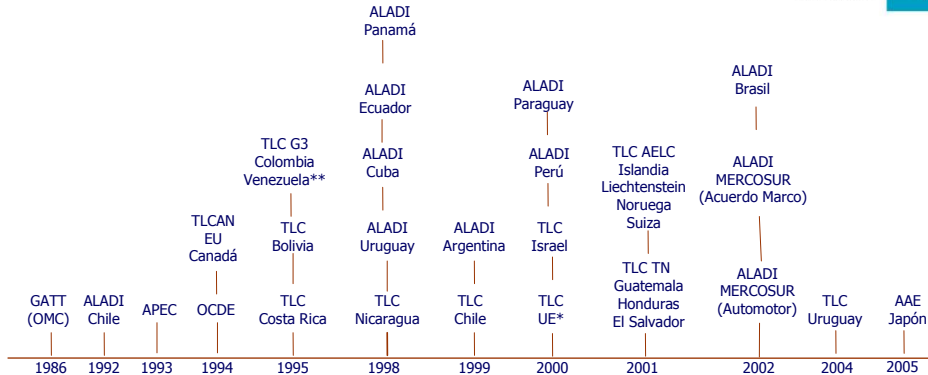 GATT
(OMC)
1986
ALADI
Chile
1992
APEC
1993
TLCAN
EU
Canadá
OCDE
1994
TLC G3
Colombia
Venezuela**
TLC
Bolivia
TLC
Costa Rica
1995
ALADI
Panamá
ALADI
Ecuador
ALADI
Cuba
ALADI
Uruguay
TLC
Nicaragua
1998
ALADI
Argentina
TLC
Chile
1999
ALADI
Paraguay
ALADI
Perú
TLC
Israel
TLC
UE*
2000
TLC AELC
Islandia
Liechtenstein
Noruega
Suiza
TLC TN
Guatemala
Honduras
El Salvador
2001
ALADI
Brasil
ALADI
MERCOSUR
(Acuerdo Marco)
ALADI
MERCOSUR
(Automotor)
2002
TLC
Uruguay
2004
AAE
Japón
2005